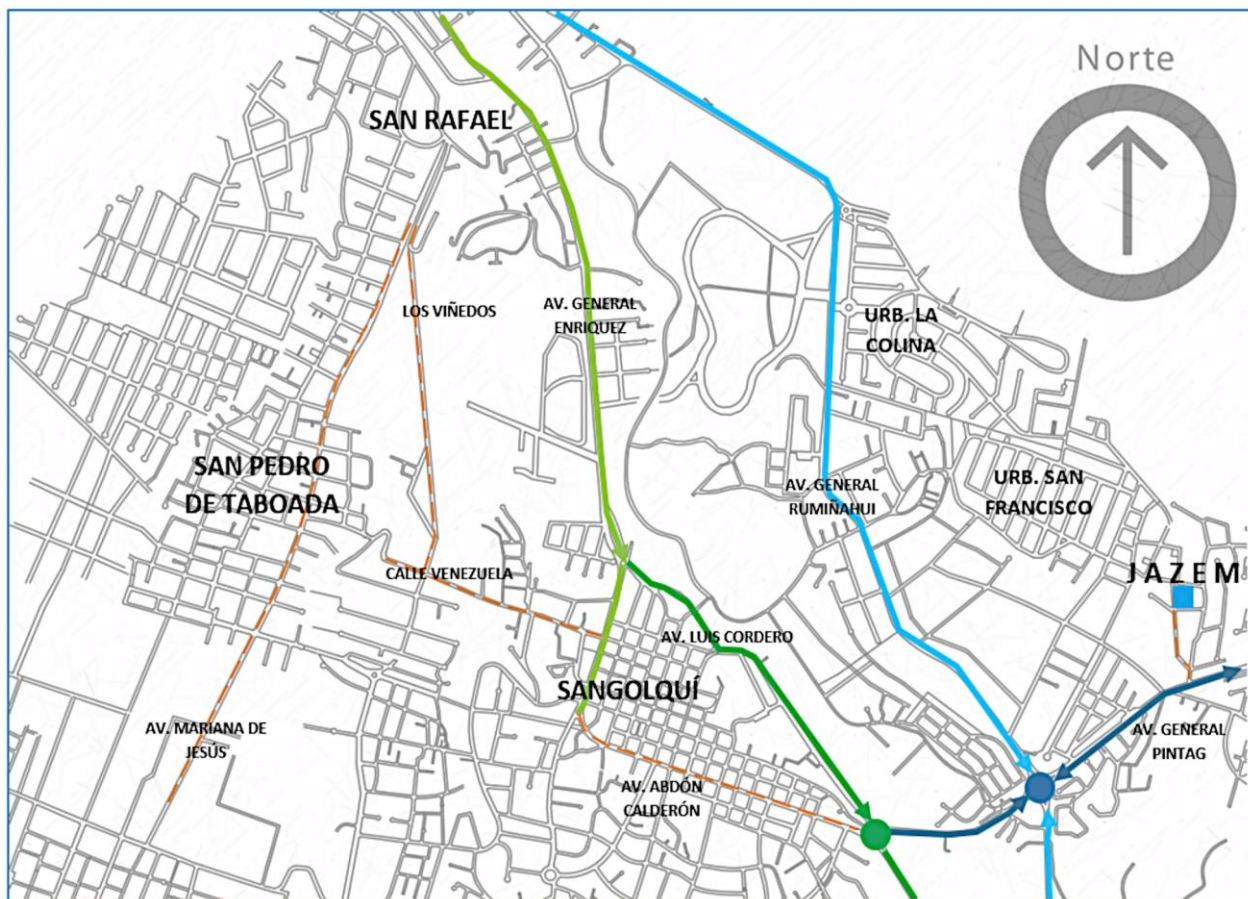 Norte
SAN RAFAEL
LOS VIÑEDOS
AV. GENERAL
ENRIQUEZ
URB. LA
COLINA
SAN PEDRO
DE TABOADA
AV. GENERAL
RUMIÑAHUI
URB. SAN
FRANCISCO
CALLE VENEZUELA
JAZEM
AV. LUIS CORDERO
SANGOLQUÍ
AV. MARIANA DE
JESÚS
AV. GENERAL
PINTAG
AV. ABDÓN
CALDERÓN